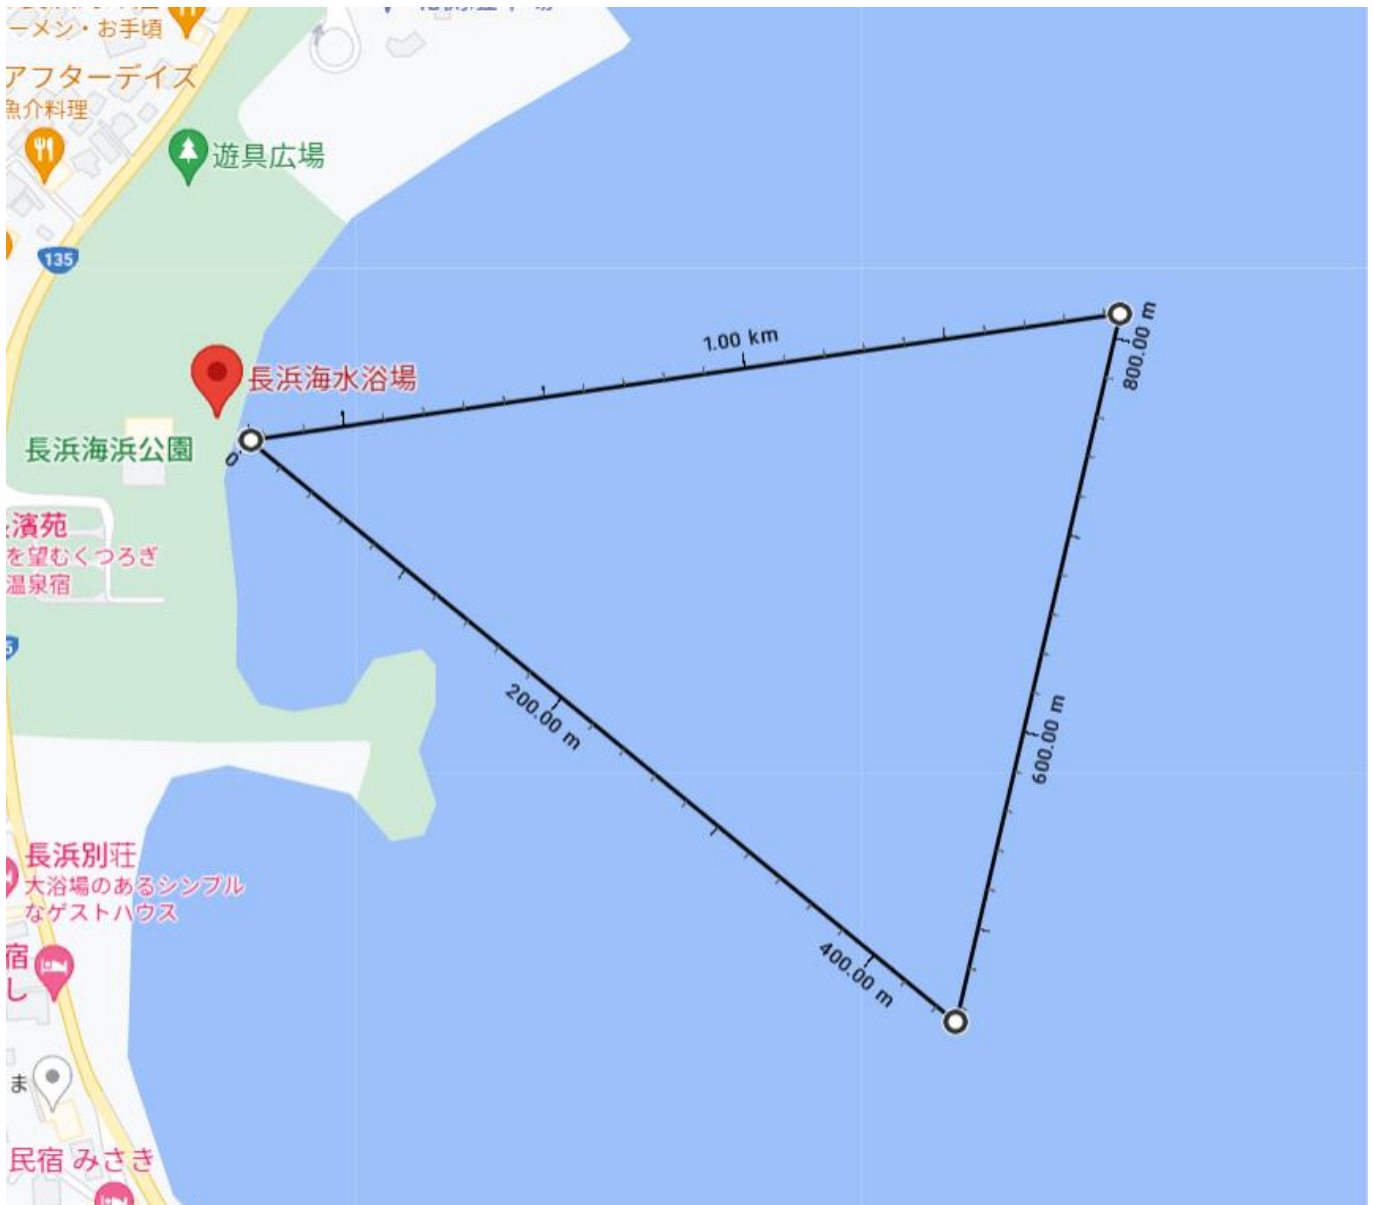 ーメン・お手頃
アフターデイズ
魚介料理
遊具広場
135
1.00 km
800.00 m
長浜海水浴場
長浜海浜公園
0
濱苑
を望むくつろぎ
温泉宿
200.00 m
600.00 m
長浜別荘
大浴場のあるシンプル
なゲストハウス
宿
し
400.00 m
ま
民宿 みさき